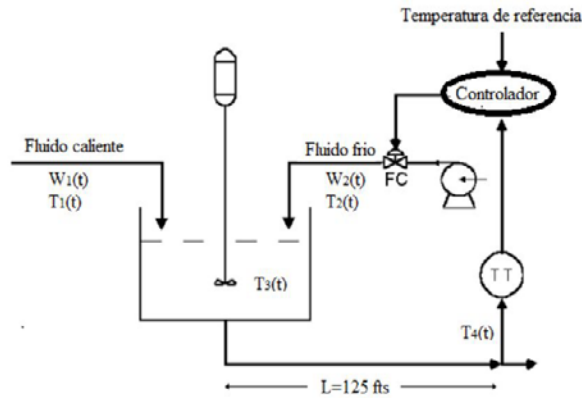 Temperatura de referencia
Controlador
Fluido caliente
W1(t)
T1(t)
Fluido frio
W2(t)
T2(t)
FC
T3(t)
TT
T4(t)
L=125 fts